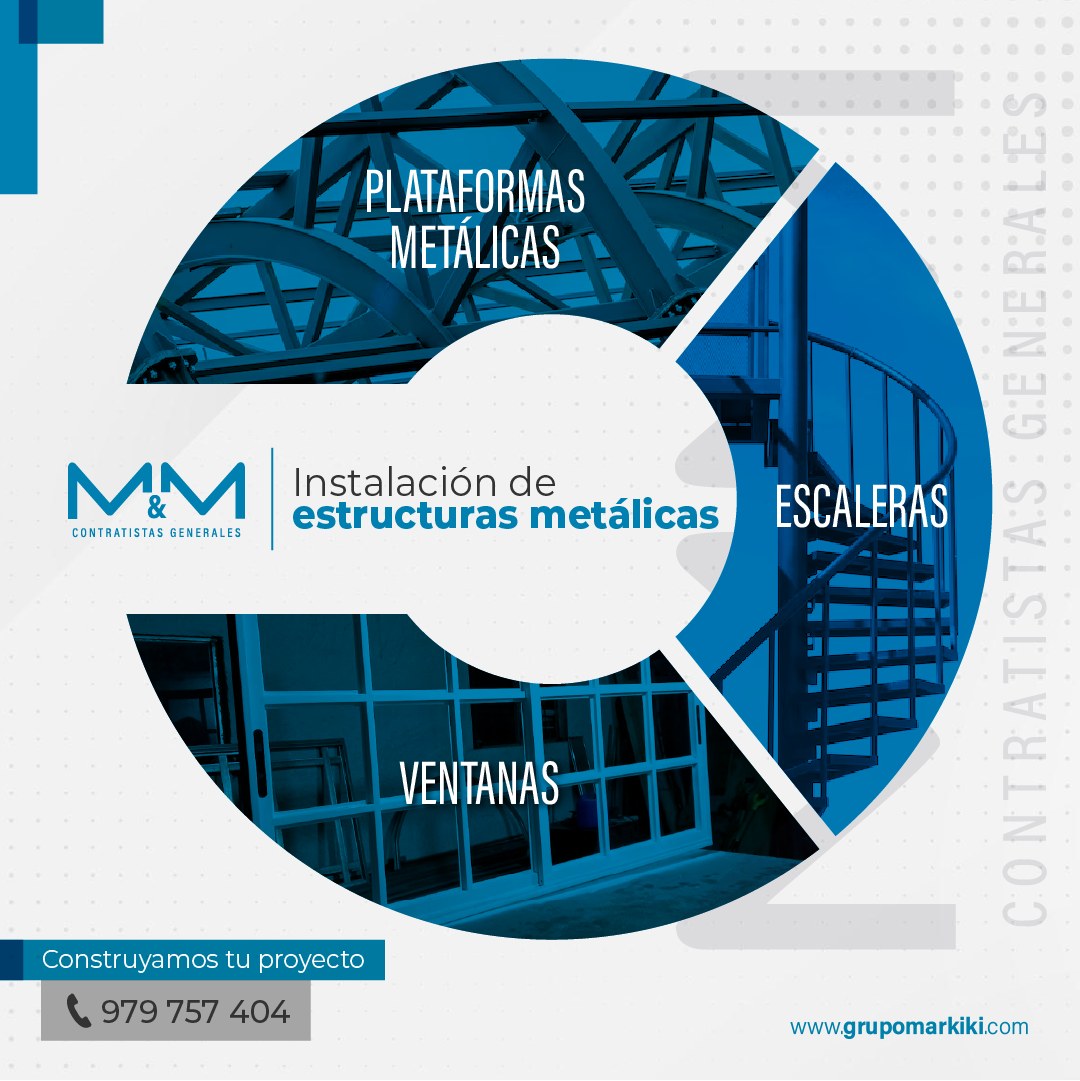 PLATAFORMAS
METÁLICAS
M&M
CONTRATISTAS GENERALES
Instalación de
estructuras metálicas
ESCALERAS
VENTANAS
CONTRATISTAS GENERALES
Construyamos tu proyecto
979 757 404
www.grupomarkiki.com